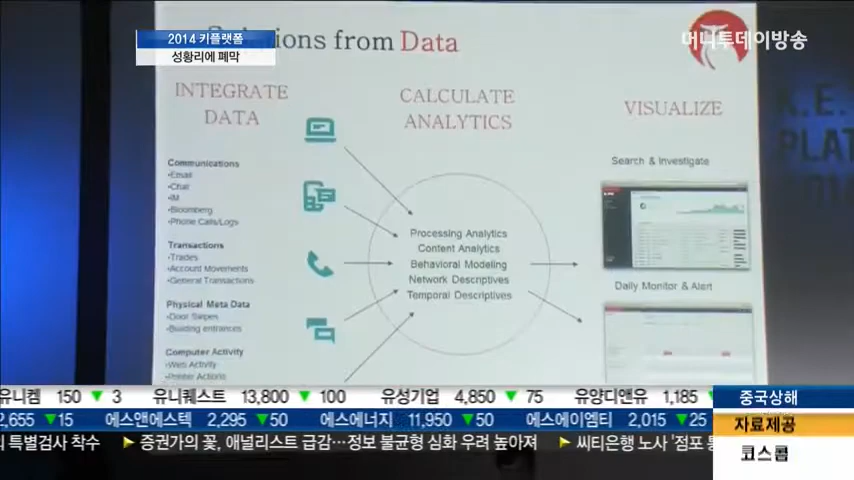 2014 키플랫폼
성황리에 폐막
머니투데이방송
ions from Data
INTEGRATE
DATA
CALCULATE
ANALYTICS
VISUALIZE
K.E.
PLAT
Communications
•Email
•Chat
•IM
•Bloomberg
•Phone Calls/Logs
Transactions
•Trades
•Account Movements
•General Transactions
Physical Meta Data
•Door Swipes
•Building entrances
Computer Activity
•Web Activity
•Printer Actions
Processing Analytics
Content Analytics
Behavioral Modeling
Network Descriptives
Temporal Descriptives
Search & Investigate
Daily Monitor & Alert
유니켐 150 ▼ 3 유니퀘스트 13,800 ▼ 100 유성기업 4,850 ▼ 75 유양디앤유 1,185
2,655 ▼15 에스앤에스텍 2,295 ▼50 에스에너지 11,950 ▼50 에스에이엠티 2,015 ▼25
특별검사 착수 ▶ 증권가의 꽃, 애널리스트 급감…정보 불균형 심화 우려 높아져 ▶ 씨티은행 노사 '점포
중국상해
자료제공
코스콤